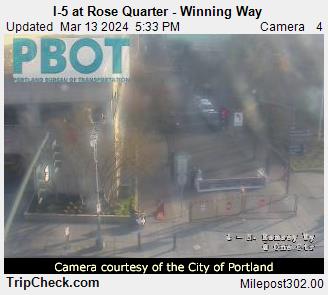 I-5 at Rose Quarter - Winning Way
Updated Mar 13 2024 5:33 PM Camera 4
PBOT
PORTLAND BUREAU OF TRANSPORTATION
Camera courtesy of the City of Portland
TripCheck.com Milepost302.00